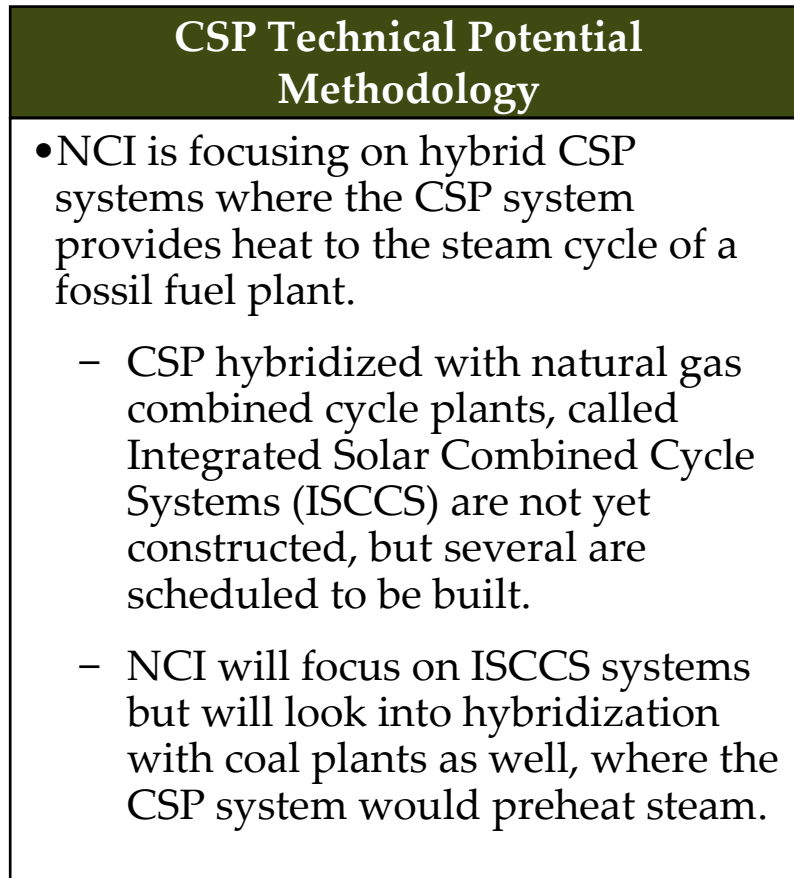 CSP Technical Potential
Methodology
•NCI is focusing on hybrid CSP
systems where the CSP system
provides heat to the steam cycle of a
fossil fuel plant.
− CSP hybridized with natural gas
combined cycle plants, called
Integrated Solar Combined Cycle
Systems (ISCCS) are not yet
constructed, but several are
scheduled to be built.
− NCI will focus on ISCCS systems
but will look into hybridization
with coal plants as well, where the
CSP system would preheat steam.